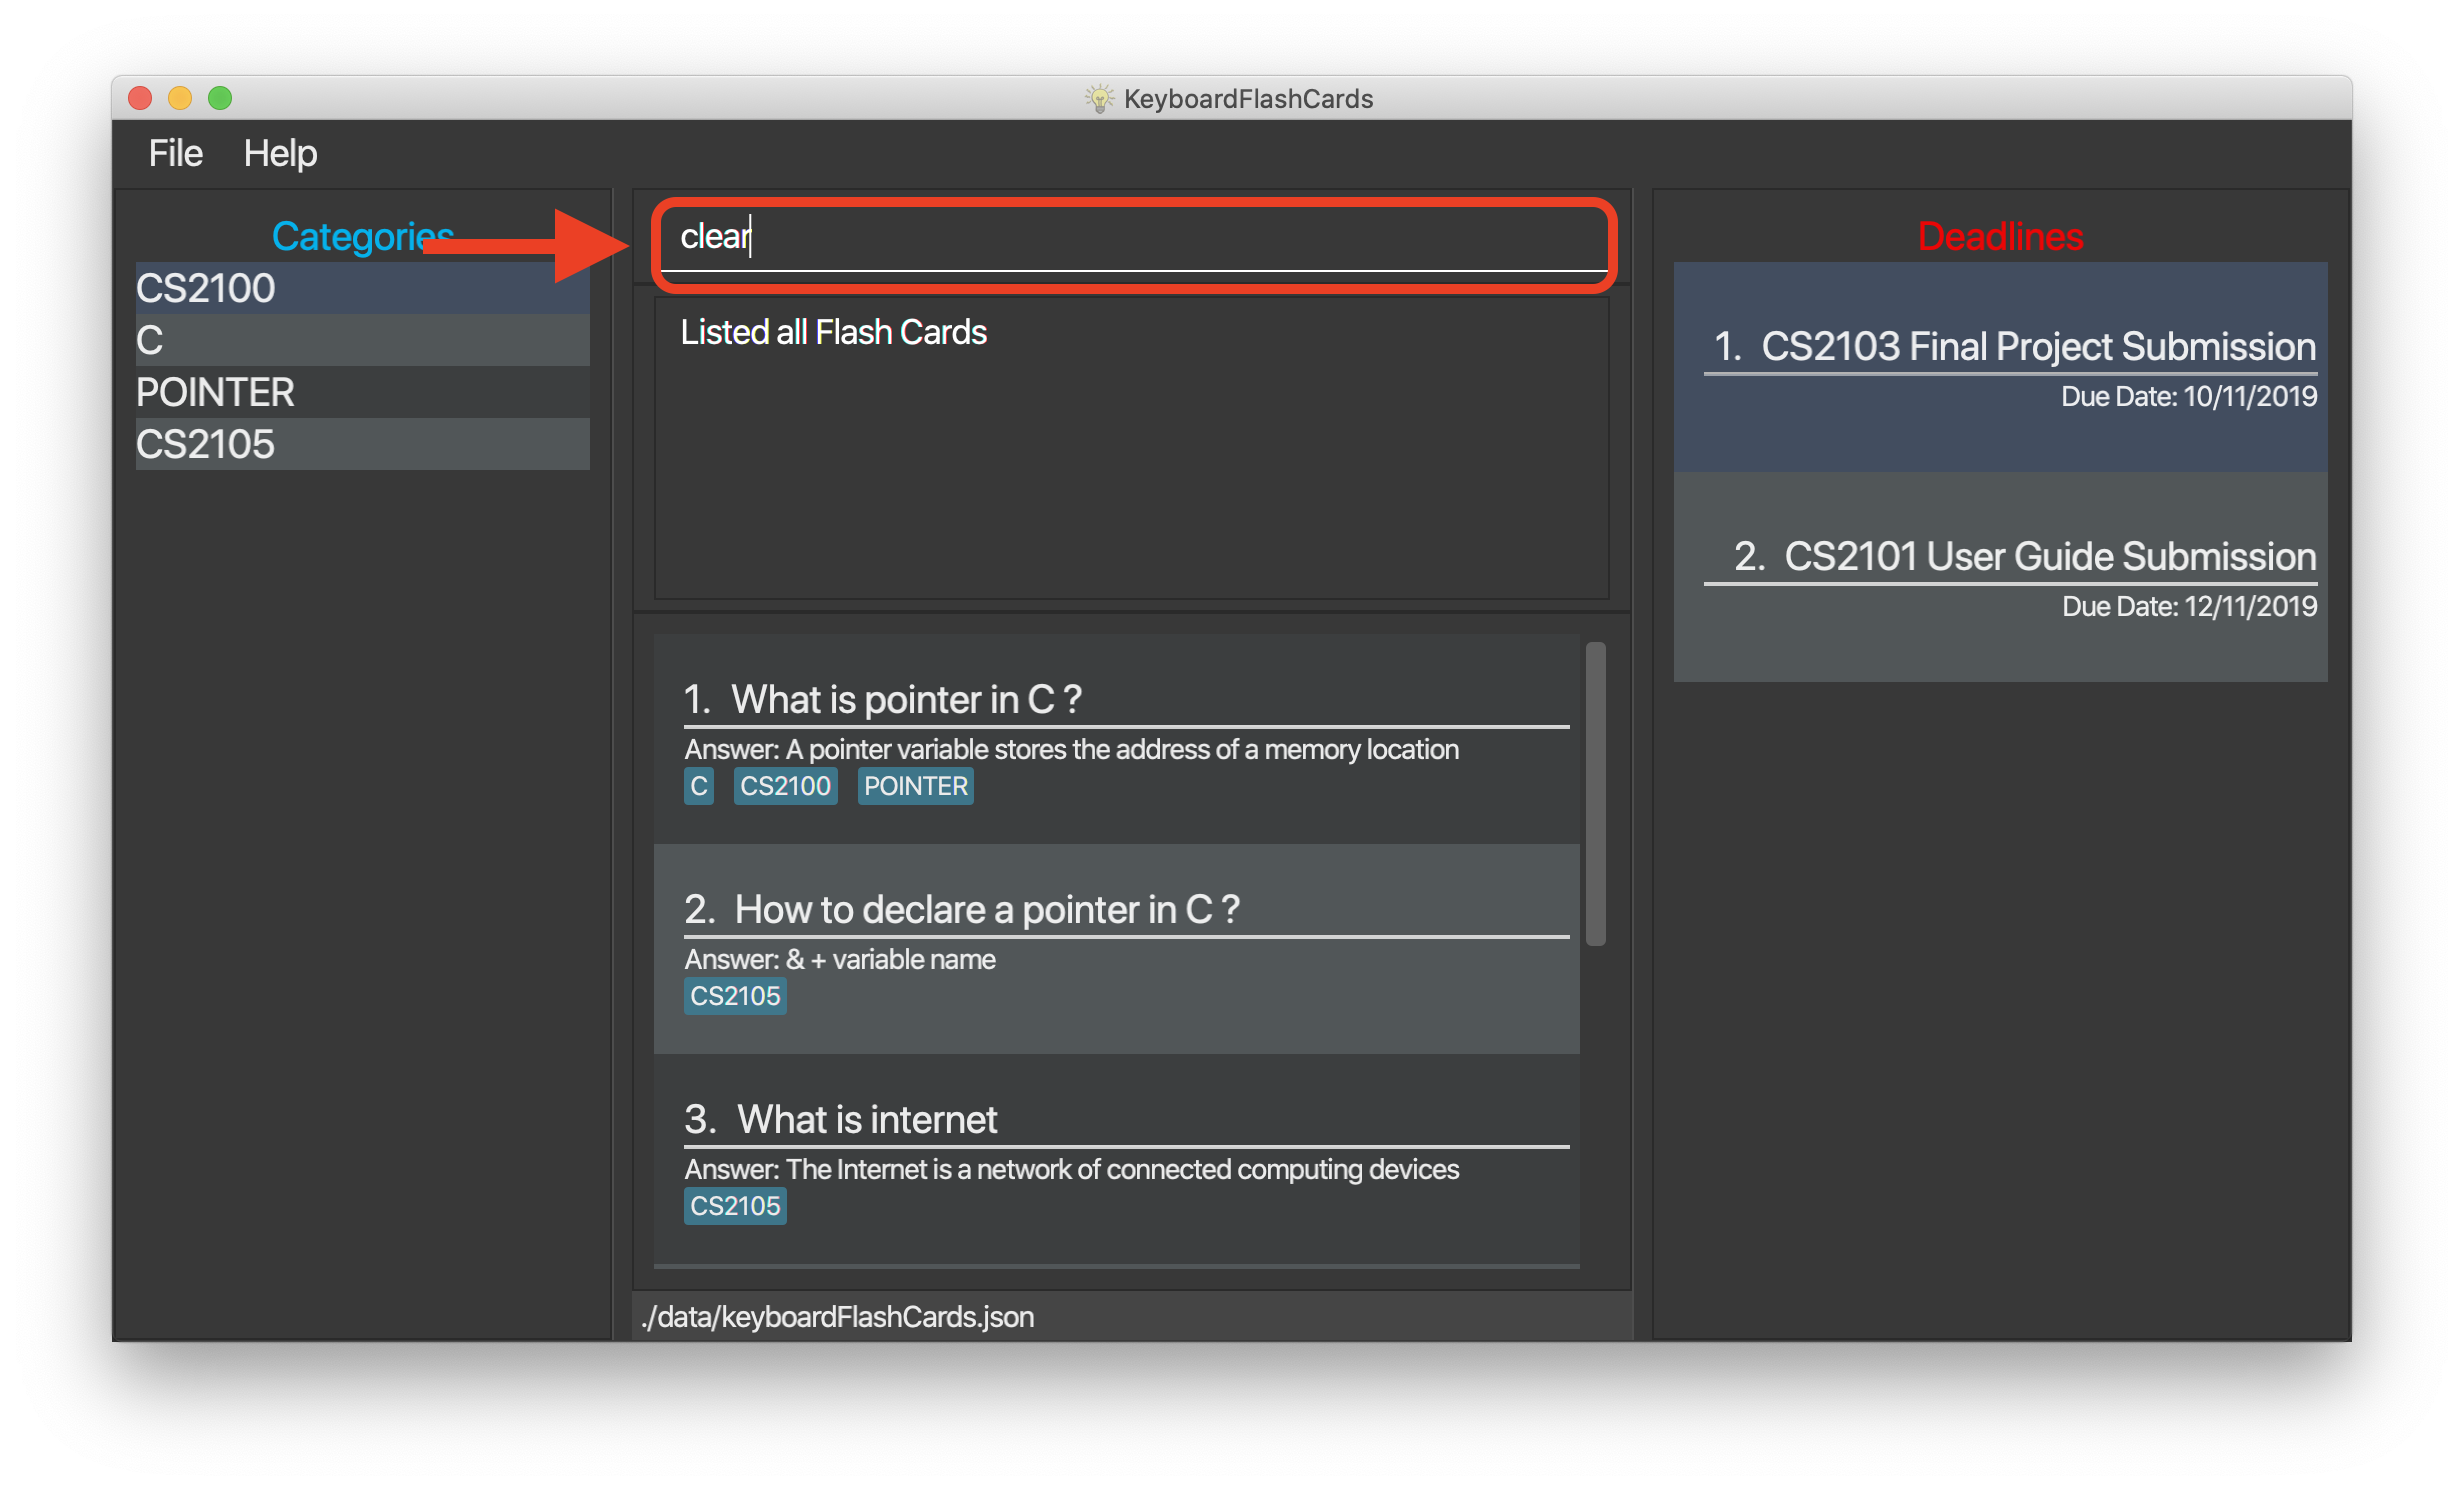 KeyboardFlashCards
File Help
Categories
CS2100
C
POINTER
CS2105
clear
Listed all Flash Cards
1. What is pointer in C ?
Answer: A pointer variable stores the address of a memory location
C CS2100 POINTER
2. How to declare a pointer in C ?
Answer: & + variable name
CS2105
3. What is internet
Answer: The Internet is a network of connected computing devices
CS2105
./data/keyboardFlashCards.json
Deadlines
1. CS2103 Final Project Submission
Due Date: 10/11/2019
2. CS2101 User Guide Submission
Due Date: 12/11/2019